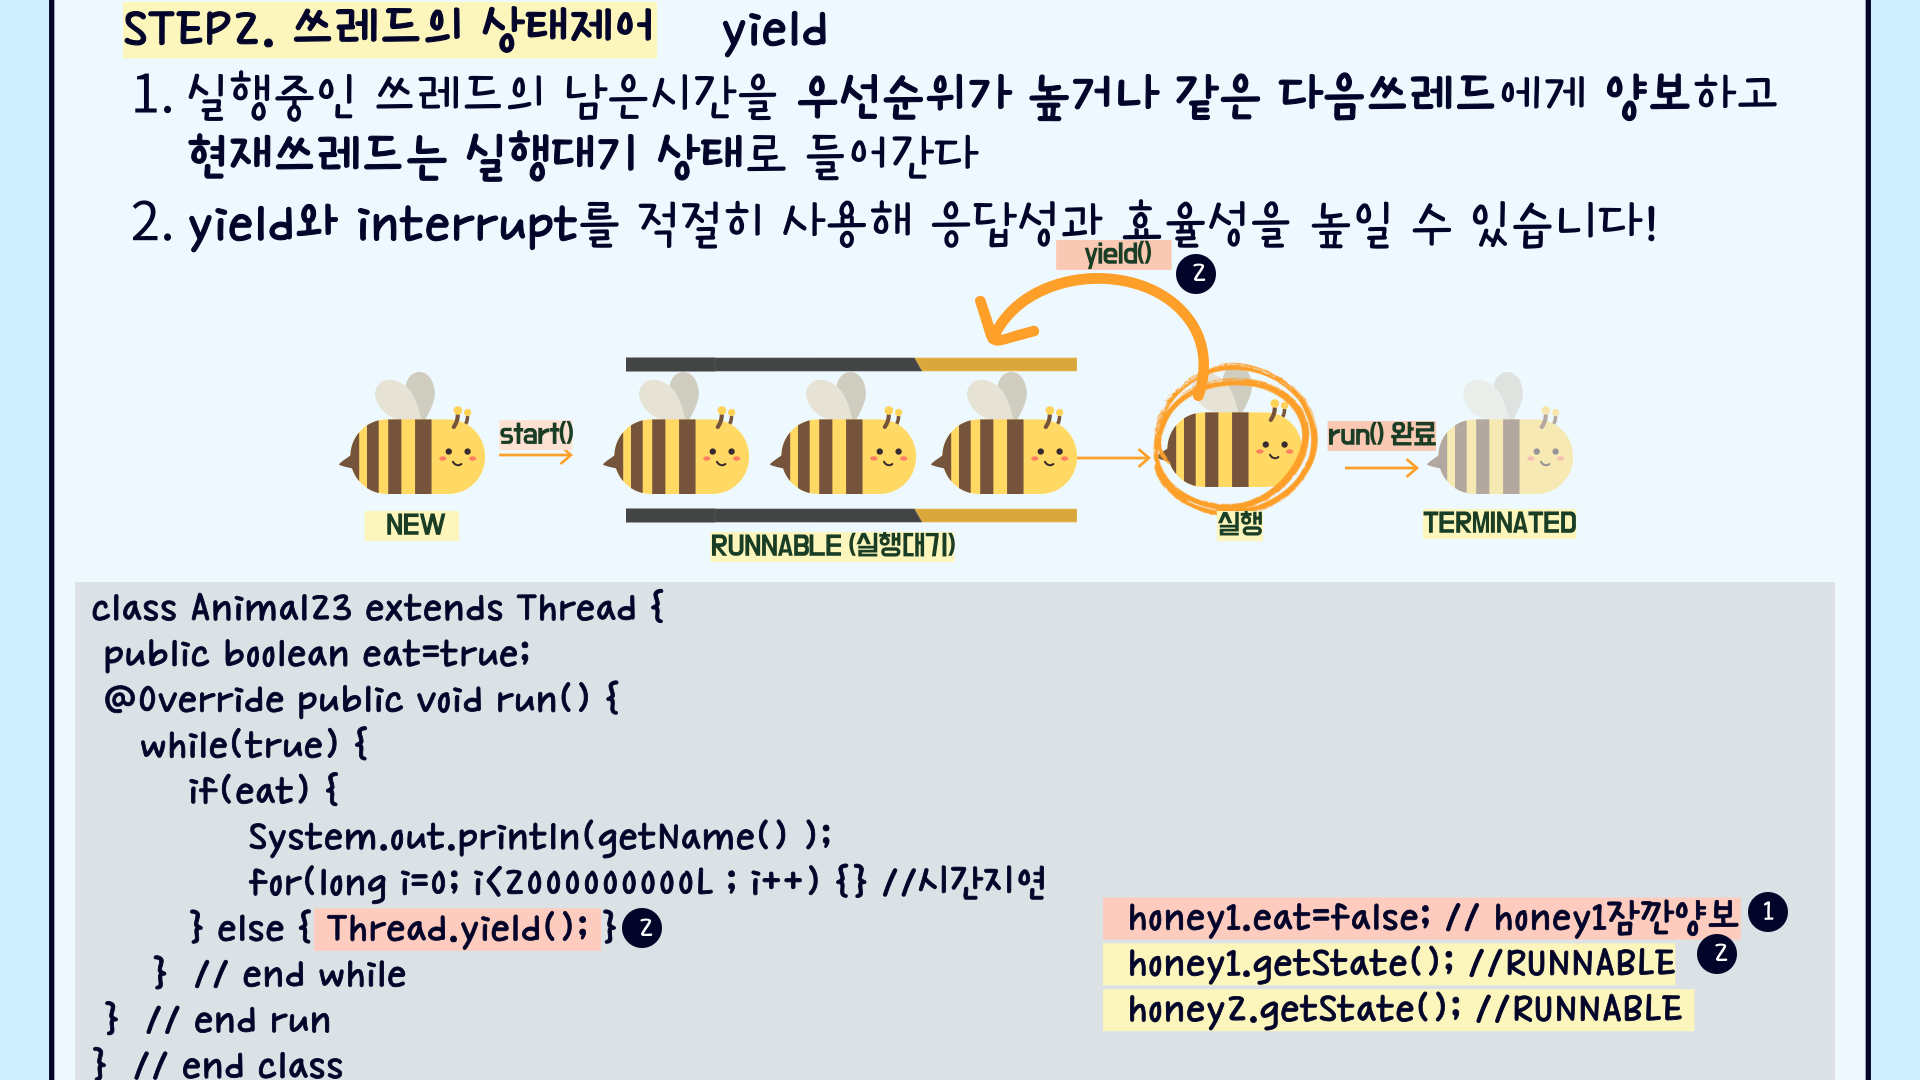 STEP2. 쓰레드의 상태제어 yield
1. 실행중인 쓰레드의 남은시간을 우선순위가 높거나 같은 다음쓰레드에게 양보하고
현재쓰레드는 실행대기 상태로 들어간다
2. yield와 interrupt를 적절히 사용해 응답성과 효율성을 높일 수 있습니다!
yield()
2
start()
run() 완료
NEW
실행
TERMINATED
RUNNABLE (실행대기)
class Animal23 extends Thread {
public boolean eat=true;
@Override public void run() {
while(true) {
if(eat) {
System.out.println(getName() );
for(long i=0; i<2000000000L ; i++) {} //시간지연
} else { Thread.yield(); } 2
} // end while
} // end run
} // end class
honey1.eat=false; // honey1잠깐양보 1
honey1.getState(); //RUNNABLE 2
honey2.getState(); //RUNNABLE